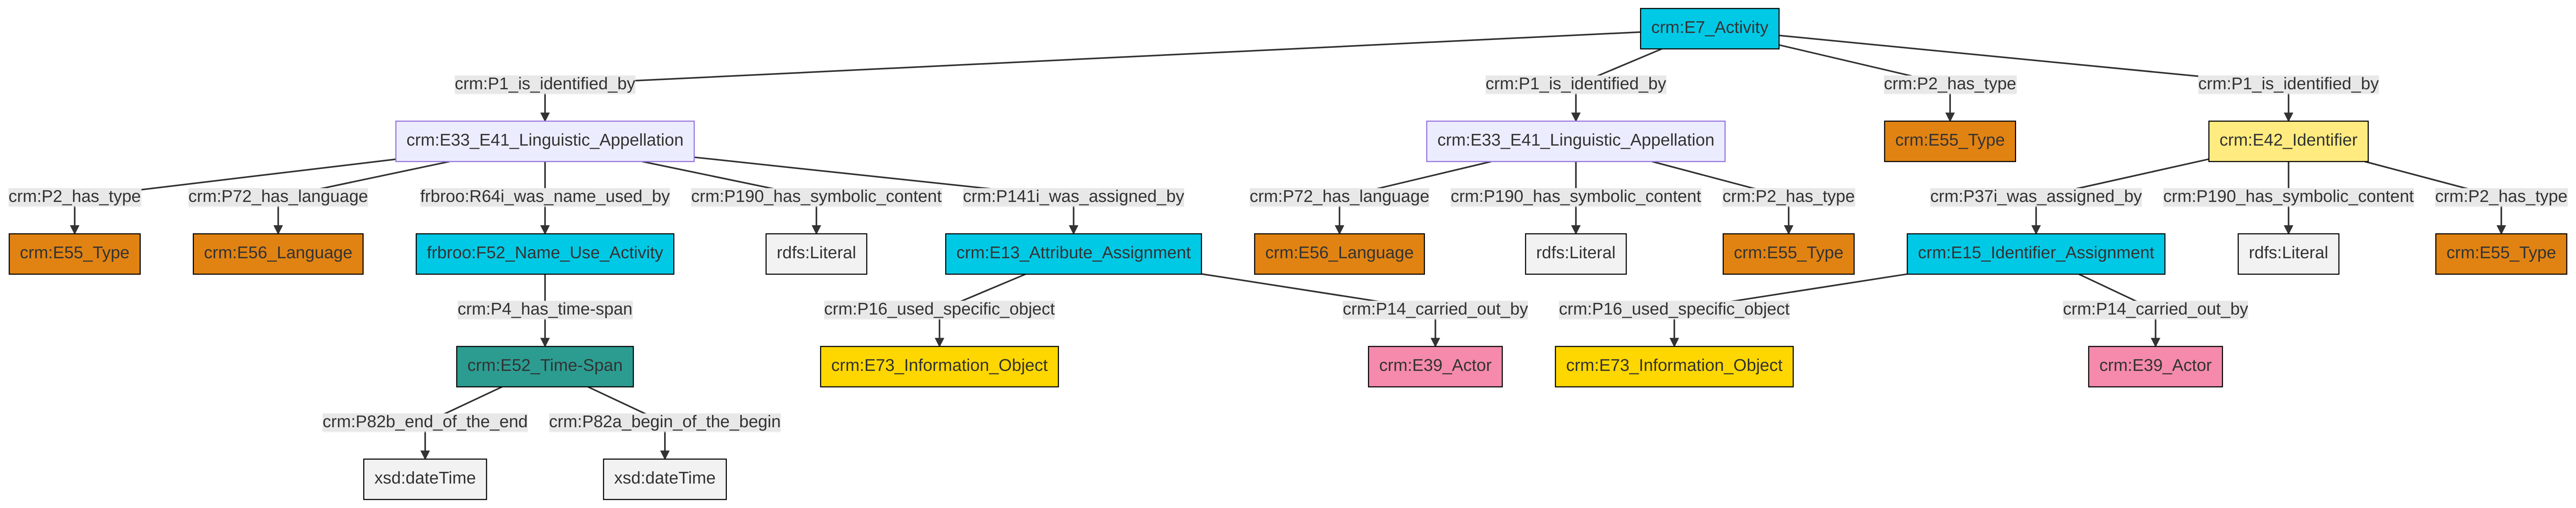 crm:E7_Activity
crm:P1_is_identified_by
crm:P1_is_identified_by
crm:P2_has_type
crm:P1_is_identified_by
crm:E33_E41_Linguistic_Appellation
crm:E33_E41_Linguistic_Appellation
crm:E55_Type
crm:E42_Identifier
crm:P2_has_type
crm:P72_has_language
frbroo:R64i_was_name_used_by
crm:P190_has_symbolic_content
crm:P141i_was_assigned_by
crm:P72_has_language
crm:P190_has_symbolic_content
crm:P2_has_type
crm:P37i_was_assigned_by
crm:P190_has_symbolic_content
crm:P2_has_type
crm:E55_Type
crm:E56_Language
frbroo:F52_Name_Use_Activity
rdfs:Literal
crm:E13_Attribute_Assignment
crm:E56_Language
rdfs:Literal
crm:E55_Type
crm:E15_Identifier_Assignment
rdfs:Literal
crm:E55_Type
crm:P4_has_time-span
crm:P16_used_specific_object
crm:P14_carried_out_by
crm:P16_used_specific_object
crm:P14_carried_out_by
crm:E52_Time-Span
crm:E73_Information_Object
crm:E39_Actor
crm:E73_Information_Object
crm:E39_Actor
crm:P82b_end_of_the_end
crm:P82a_begin_of_the_begin
xsd:dateTime
xsd:dateTime